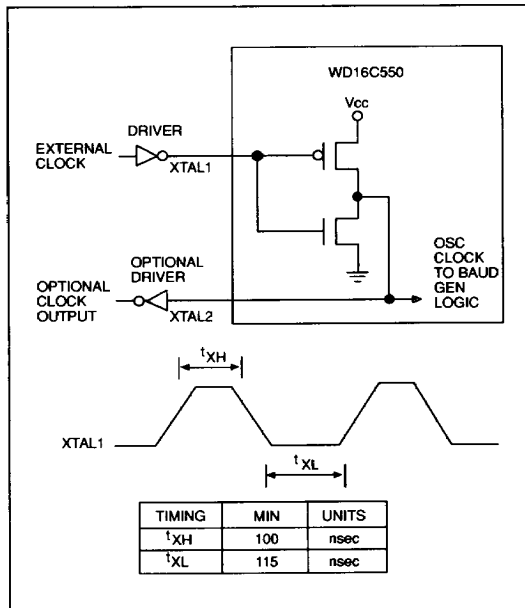 WD16C550
Vcc
DRIVER
EXTERNAL
CLOCK
XTAL1
OPTIONAL
DRIVER
OPTIONAL
CLOCK
OUTPUT
XTAL2
OSC
CLOCK
TO BAUD
GEN
LOGIC
tXH
XTAL1
tXL
TIMING MIN UNITS
tXH 100 nsec
tXL 115 nsec